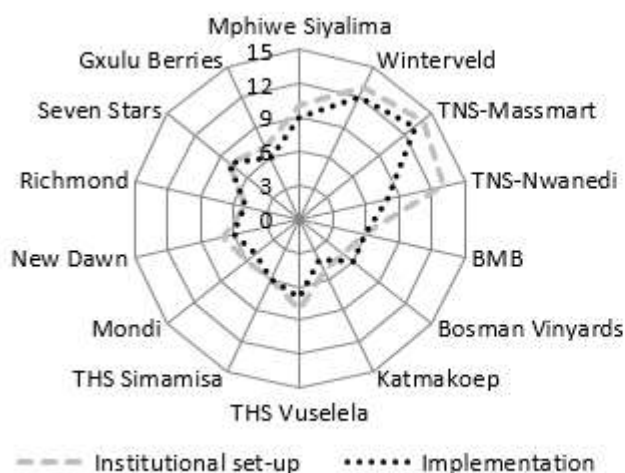 Mphiwe Siyalima
Gxulu Berries
15
Winterveld
12
Seven Stars
9
TNS-Massmart
6
Richmond
3
TNS-Nwanedi
0
New Dawn
BMB
Mondi
Bosman Vinyards
THS Simamisa
Katmakoep
THS Vuselela
Institutional set-up
Implementation